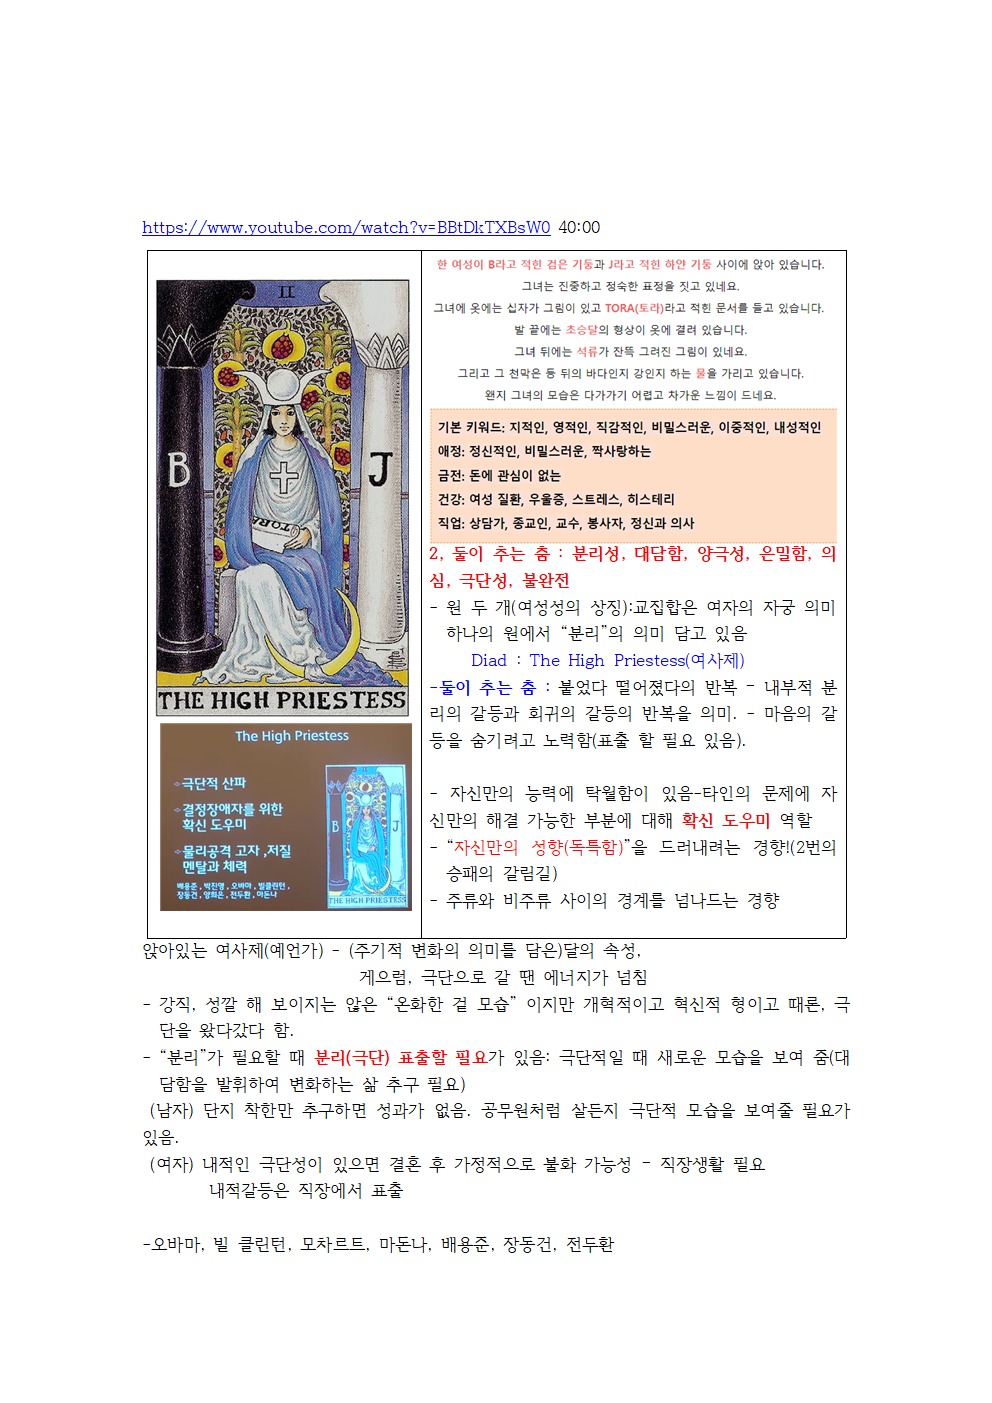 https://www.youtube.com/watch?v=BBtDkTXBsW0 40:00
II
B
J
TORA
THE HIGH PRIESTESS
The High Priestess
극단적 산파
결정장애자를 위한
확신 도우미
물리공격 고자 ,저질
멘탈과 체력
배용준 , 박진영 , 오바마 , 빌클린턴 ,
장동건 , 양희은 , 전두환 , 마돈나
B
J
THE HIGH PRIESTESS
한 여성이 B라고 적힌 검은 기둥과 J라고 적힌 하얀 기둥 사이에 앉아 있습니다.
그녀는 진중하고 정숙한 표정을 짓고 있네요.
그녀에 옷에는 십자가 그림이 있고 TORA(토라)라고 적힌 문서를 들고 있습니다.
발 끝에는 초승달의 형상이 옷에 걸려 있습니다.
그녀 뒤에는 석류가 잔뜩 그려진 그림이 있네요.
그리고 그 천막은 등 뒤의 바다인지 강인지 하는 물을 가리고 있습니다.
왠지 그녀의 모습은 다가가기 어렵고 차가운 느낌이 드네요.
기본 키워드: 지적인, 영적인, 직감적인, 비밀스러운, 이중적인, 내성적인
애정: 정신적인, 비밀스러운, 짝사랑하는
금전: 돈에 관심이 없는
건강: 여성 질환, 우울증, 스트레스, 히스테리
직업: 상담가, 종교인, 교수, 봉사자, 정신과 의사
2, 둘이 추는 춤 : 분리성, 대담함, 양극성, 은밀함, 의
심, 극단성, 불완전
- 원 두 개(여성성의 상징):교집합은 여자의 자궁 의미
하나의 원에서 “분리”의 의미 담고 있음
Diad : The High Priestess(여사제)
-둘이 추는 춤 : 붙었다 떨어졌다의 반복 - 내부적 분
리의 갈등과 회귀의 갈등의 반복을 의미. - 마음의 갈
등을 숨기려고 노력함(표출 할 필요 있음).
- 자신만의 능력에 탁월함이 있음-타인의 문제에 자
신만의 해결 가능한 부분에 대해 확신 도우미 역할
- “자신만의 성향(독특함)”을 드러내려는 경향!(2번의
승패의 갈림길)
- 주류와 비주류 사이의 경계를 넘나드는 경향
앉아있는 여사제(예언가) - (주기적 변화의 의미를 담은)달의 속성,
게으럼, 극단으로 갈 땐 에너지가 넘침
- 강직, 성깔 해 보이지는 않은 “온화한 겉 모습” 이지만 개혁적이고 혁신적 형이고 때론, 극
단을 왔다갔다 함.
- “분리”가 필요할 때 분리(극단) 표출할 필요가 있음: 극단적일 때 새로운 모습을 보여 줌(대
담함을 발휘하여 변화하는 삶 추구 필요)
(남자) 단지 착한만 추구하면 성과가 없음. 공무원처럼 살든지 극단적 모습을 보여줄 필요가
있음.
(여자) 내적인 극단성이 있으면 결혼 후 가정적으로 불화 가능성 - 직장생활 필요
내적갈등은 직장에서 표출
-오바마, 빌 클린턴, 모차르트, 마돈나, 배용준, 장동건, 전두환